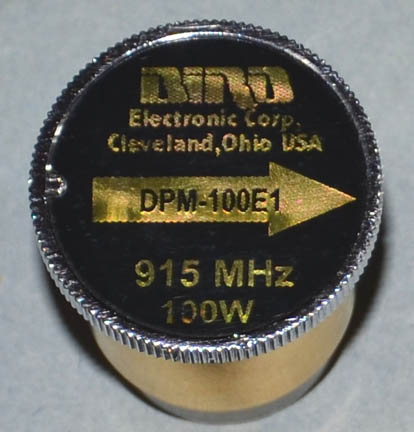 BIRD
Electronic Corp.
Cleveland,Ohio USA
DPM-100E1
915 MHz
100W